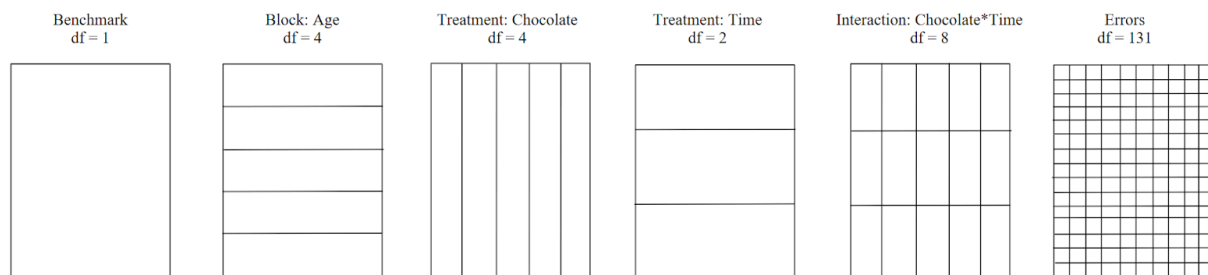 Benchmark
df = 1
Block: Age
df = 4
Treatment: Chocolate
df = 4
Treatment: Time
df = 2
Interaction: Chocolate*Time
df = 8
Errors
df = 131